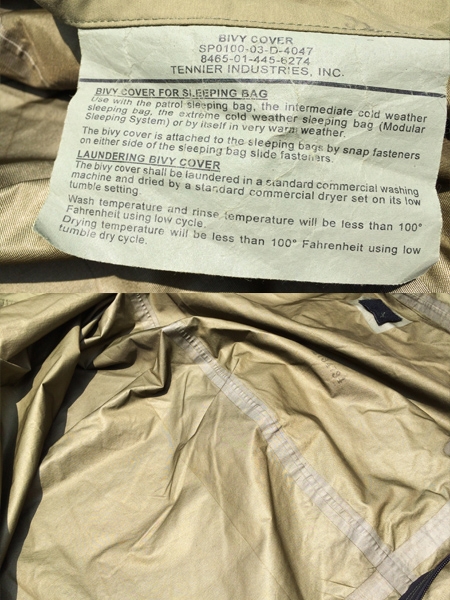 BIVY COVER
SP0100-03-D-4047
8465-01-445-6274
TENNIER INDUSTRIES, INC.
BIVY COVER FOR SLEEPING BAG
Use with the patrol sleeping bag, the intermediate cold weather
sleeping bag, the extreme cold weather sleeping bag (Modular
Sleeping System) or by itself in very warm weather.
The bivy cover is attached to the sleeping bags by snap fasteners
on either side of the sleeping bag slide fasteners.
LAUNDERING BIVY COVER
The bivy cover shall be laundered in a standard commercial washing
machine and dried by a standard commercial dryer set on its low
tumble setting.
Wash temperature and rinse temperature will be less than 100°
Fahrenheit using low cycle.
Drying temperature will be less than 100° Fahrenheit using low
tumble dry cycle.